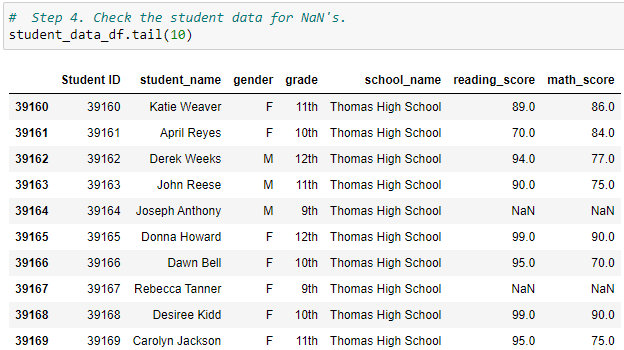 # Step 4. Check the student data for NaN's.
student_data_df.tail(10)
Student ID student_name gender grade school_name reading_score math_score
39160 39160 Katie Weaver F 11th Thomas High School 89.0 86.0
39161 39161 April Reyes F 10th Thomas High School 70.0 84.0
39162 39162 Derek Weeks M 12th Thomas High School 94.0 77.0
39163 39163 John Reese M 11th Thomas High School 90.0 75.0
39164 39164 Joseph Anthony M 9th Thomas High School NaN NaN
39165 39165 Donna Howard F 12th Thomas High School 99.0 90.0
39166 39166 Dawn Bell F 10th Thomas High School 95.0 70.0
39167 39167 Rebecca Tanner F 9th Thomas High School NaN NaN
39168 39168 Desiree Kidd F 10th Thomas High School 99.0 90.0
39169 39169 Carolyn Jackson F 11th Thomas High School 95.0 75.0